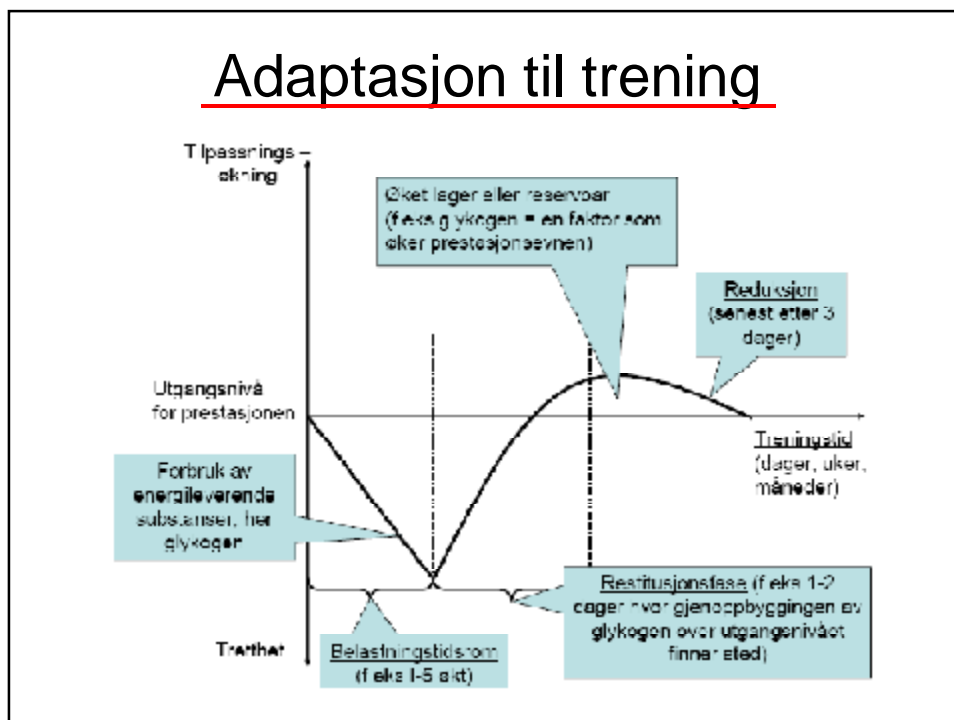 Adaptasjon til trening
Tilpasnings –
økning
Øket lager eller reservoar
(f.eks glykogen = en faktor som
øker prestasjonsevnen)
Reduksjon
(senest etter 3
dager)
Utgangsnivå
for prestasjonen
Treningstid
(dager, uker,
måneder)
Forbruk av
energileverende
substanser, her
glykogen
Restitusjonsfase (f eks 1-2
dager hvor gjenoppbyggingen av
glykogen over utgangsnivået
finner sted)
Tretthet
Belastningstidsrom
(f eks 1-5 økt)